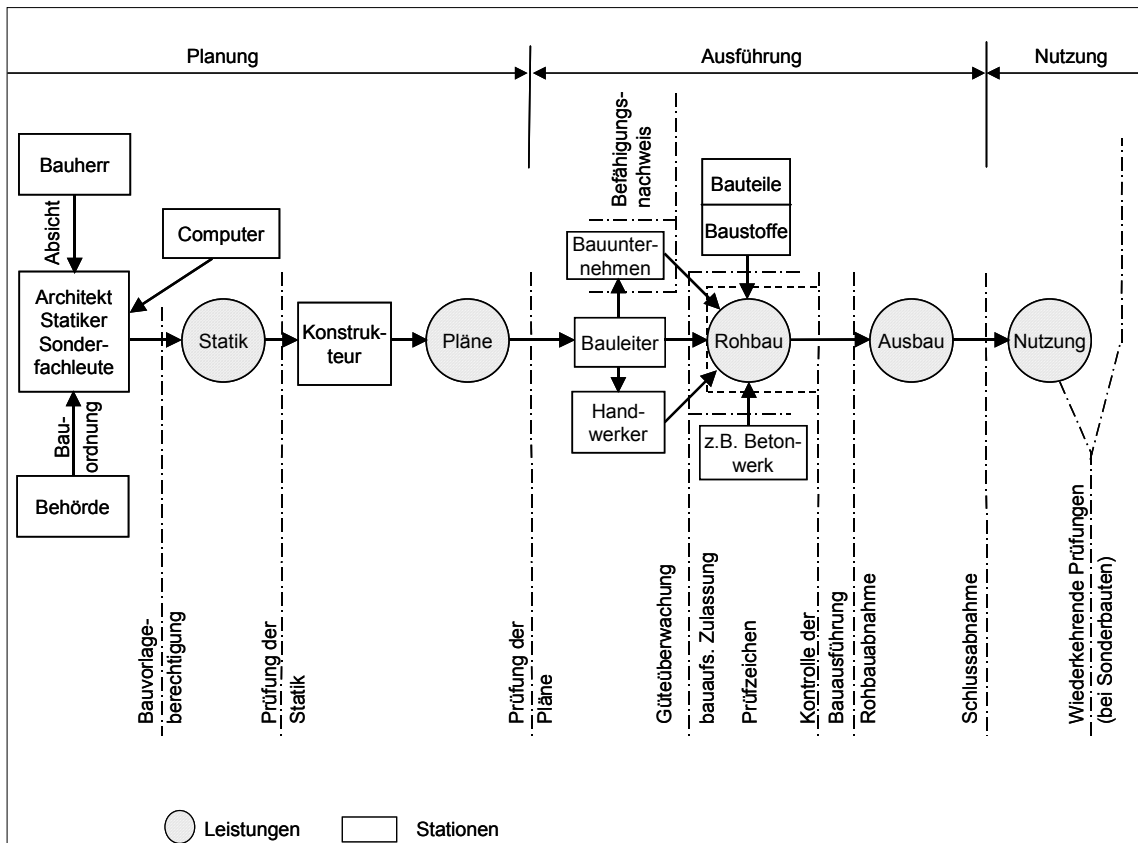 Planung
Ausführung
Nutzung
Bauherr
Absicht
Computer
Architekt
Statiker
Sonder-
fachleute
Bau-
ordnung
Behörde
Statik
Konstruk-
teur
Pläne
Befähigungs-
nachweis
Bauunter-
nehmen
Bauleiter
Hand-
werker
Bauteile
Baustoffe
Rohbau
z.B. Beton-
werk
Ausbau
Nutzung
Bauvorlage-
berechtigung
Prüfung der
Statik
Prüfung der
Pläne
Güteüberwachung
bauaufs. Zulassung
Prüfzeichen
Kontrolle der
Bauausführung
Rohbauabnahme
Schlussabnahme
Wiederkehrende Prüfungen
(bei Sonderbauten)
Leistungen
Stationen